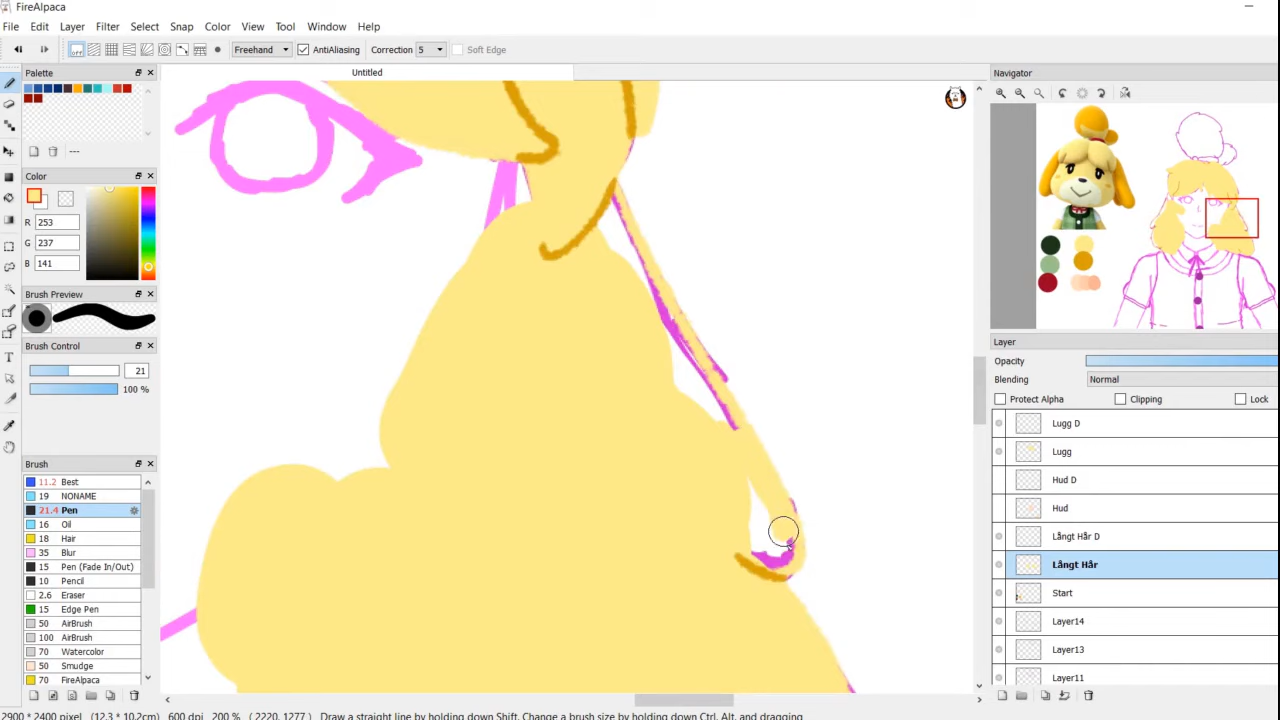 FireAlpaca
File Edit Layer Filter Select Snap Color View Tool Window Help
Freehand AntiAliasing Correction 5 Soft Edge
Palette
Untitled
Navigator
---
Color
R 253
G 237
B 141
Brush Preview
Brush Control
21
100 %
Brush
11.2 Best
19 NONAME
21.4 Pen
16 Oil
18 Hair
35 Blur
15 Pen (Fade In/Out)
10 Pencil
2.6 Eraser
15 Edge Pen
50 AirBrush
100 AirBrush
70 Watercolor
50 Smudge
70 FireAlpaca
Layer
Opacity
Blending Normal
Protect Alpha Clipping Lock
Lugg D
Lugg
Hud D
Hud
Långt Hår D
Långt Hår
Start
Layer14
Layer13
Layer11
2900 * 2400 pixel (12.3 * 10.2cm) 600 dpi 200 % (2220, 1277) Draw a straight line by holding down Shift, Change a brush size by holding down Ctrl, Alt, and dragging